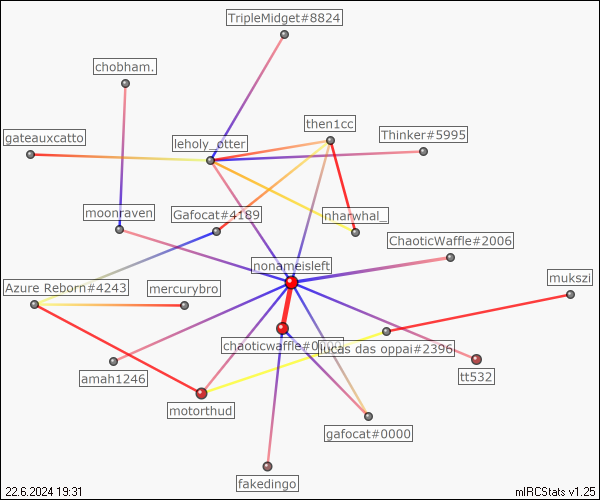 TripleMidget#8824
chobham.
then1cc
Thinker#5995
gateauxcatto
leholy_otter
moonraven
Gafocat#4189
nharwhal_
ChaoticWaffle#2006
nonameisleft
mukszi
Azure Reborn#4243
mercurybro
chaoticwaffle#0000
lucas das oppai#2396
amah1246
tt532
motorthud
gafocat#0000
fakedingo
22.6.2024 19:31
mIRCStats v1.25